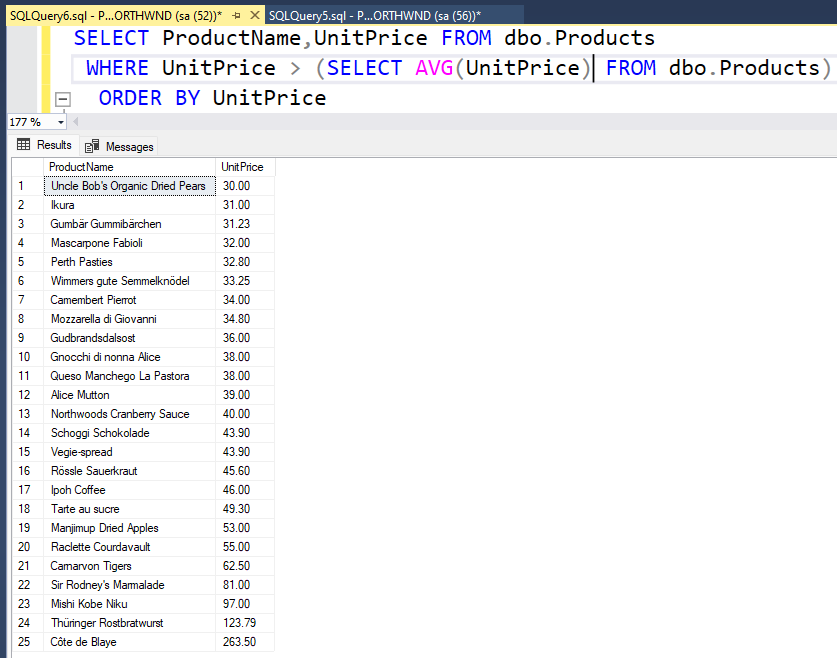 SQLQuery6.sql - P...ORTHWND (sa (52))* SQLQuery5.sql - P...ORTHWND (sa (56))*
SELECT ProductName,UnitPrice FROM dbo.Products
WHERE UnitPrice > (SELECT AVG(UnitPrice) FROM dbo.Products)
ORDER BY UnitPrice
177 %
Results Messages
ProductName UnitPrice
1 Uncle Bob's Organic Dried Pears 30.00
2 Ikura 31.00
3 Gumbär Gummibärchen 31.23
4 Mascarpone Fabioli 32.00
5 Perth Pasties 32.80
6 Wimmers gute Semmelknödel 33.25
7 Camembert Pierrot 34.00
8 Mozzarella di Giovanni 34.80
9 Gudbrandsdalsost 36.00
10 Gnocchi di nonna Alice 38.00
11 Queso Manchego La Pastora 38.00
12 Alice Mutton 39.00
13 Northwoods Cranberry Sauce 40.00
14 Schoggi Schokolade 43.90
15 Vegie-spread 43.90
16 Rössle Sauerkraut 45.60
17 Ipoh Coffee 46.00
18 Tarte au sucre 49.30
19 Manjimup Dried Apples 53.00
20 Raclette Courdavault 55.00
21 Carnarvon Tigers 62.50
22 Sir Rodney's Marmalade 81.00
23 Mishi Kobe Niku 97.00
24 Thüringer Rostbratwurst 123.79
25 Côte de Blaye 263.50